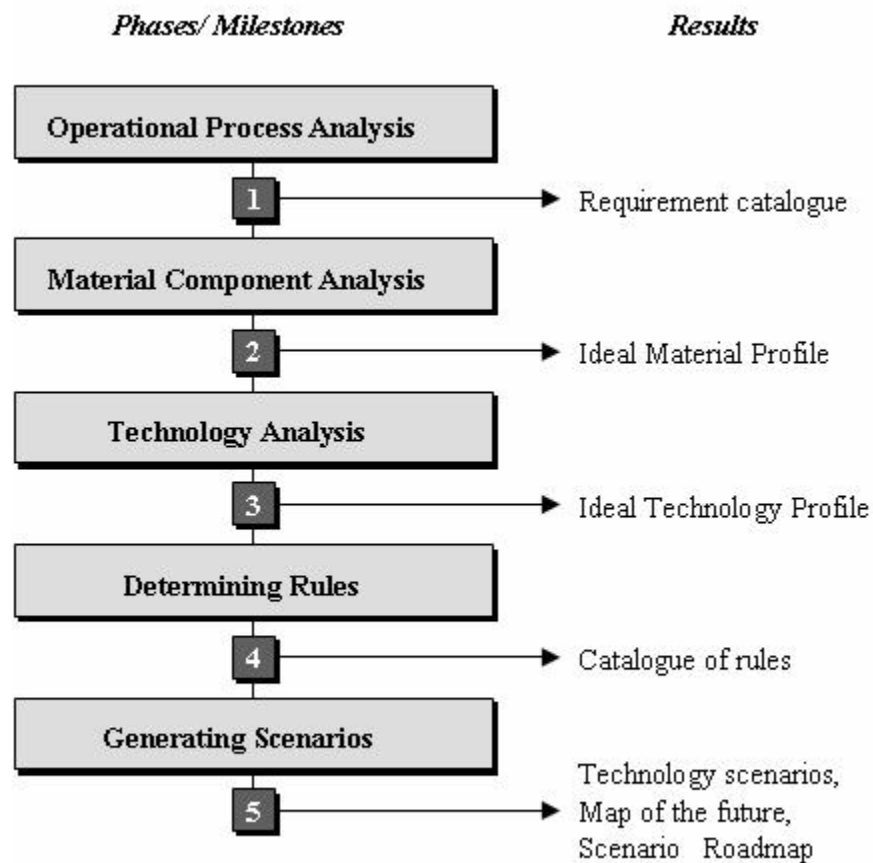 Phases/ Milestones
Results
Operational Process Analysis
1
Requirement catalogue
Material Component Analysis
2
Ideal Material Profile
Technology Analysis
3
Ideal Technology Profile
Determining Rules
4
Catalogue of rules
Generating Scenarios
5
Technology scenarios,
Map of the future,
Scenario Roadmap